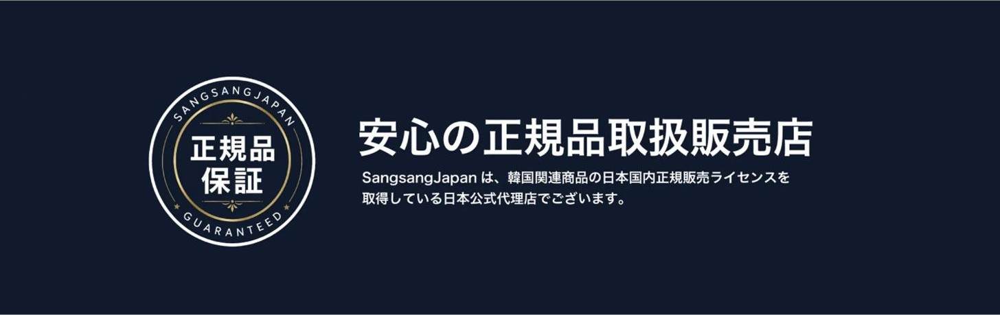 SANGSANGJAPAN
正規品
保証
GUARANTEED
安心の正規品取扱販売店
SangsangJapan は、韓国関連商品の日本国内正規販売ライセンスを
取得している日本公式代理店でございます。